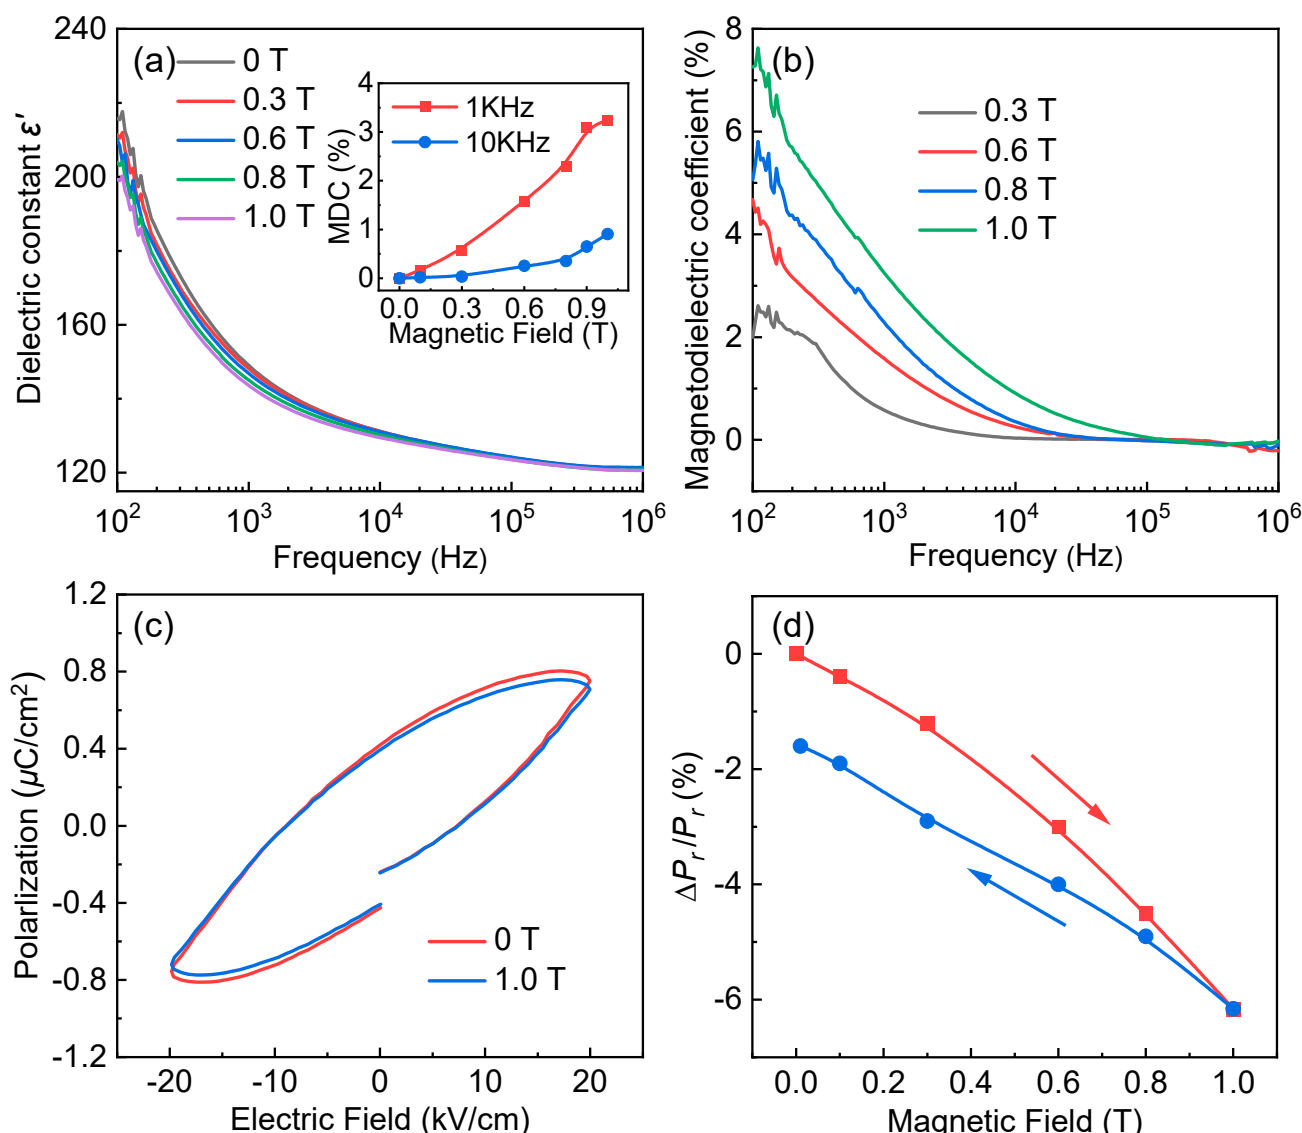 (a)
0 T
0.3 T
0.6 T
0.8 T
1.0 T
240
200
160
120
Dielectric constant ε′
10² 10³ 10⁴ 10⁵ 10⁶
Frequency (Hz)
4
3
2
1
0
MDC (%)
1KHz
10KHz
0.0 0.3 0.6 0.9
Magnetic Field (T)
(b)
0.3 T
0.6 T
0.8 T
1.0 T
8
6
4
2
0
Magnetodielectric coefficient (%)
10² 10³ 10⁴ 10⁵ 10⁶
Frequency (Hz)
(c)
1.2
0.8
0.4
0.0
-0.4
-0.8
-1.2
Polarlization (μC/cm²)
0 T
1.0 T
-20 -10 0 10 20
Electric Field (kV/cm)
(d)
0
-2
-4
-6
ΔPᵣ/Pᵣ (%)
0.0 0.2 0.4 0.6 0.8 1.0
Magnetic Field (T)